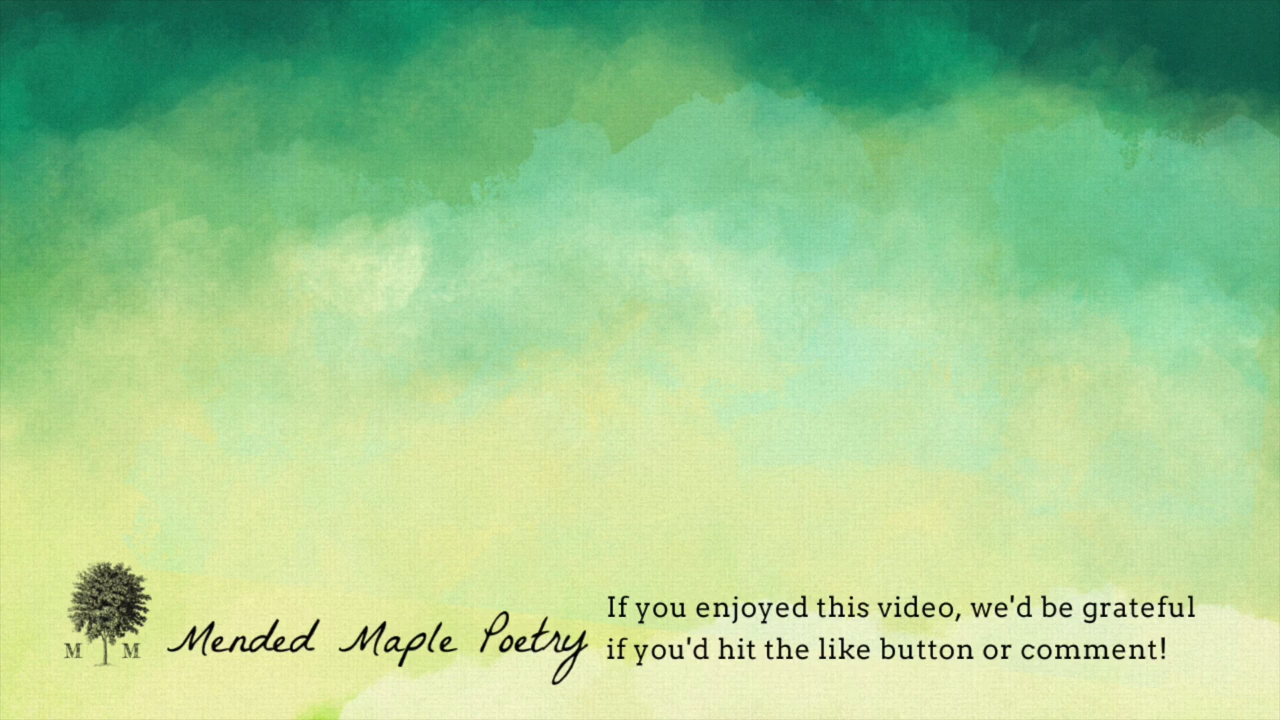 M M
Mended Maple Poetry
If you enjoyed this video, we'd be grateful
if you'd hit the like button or comment!